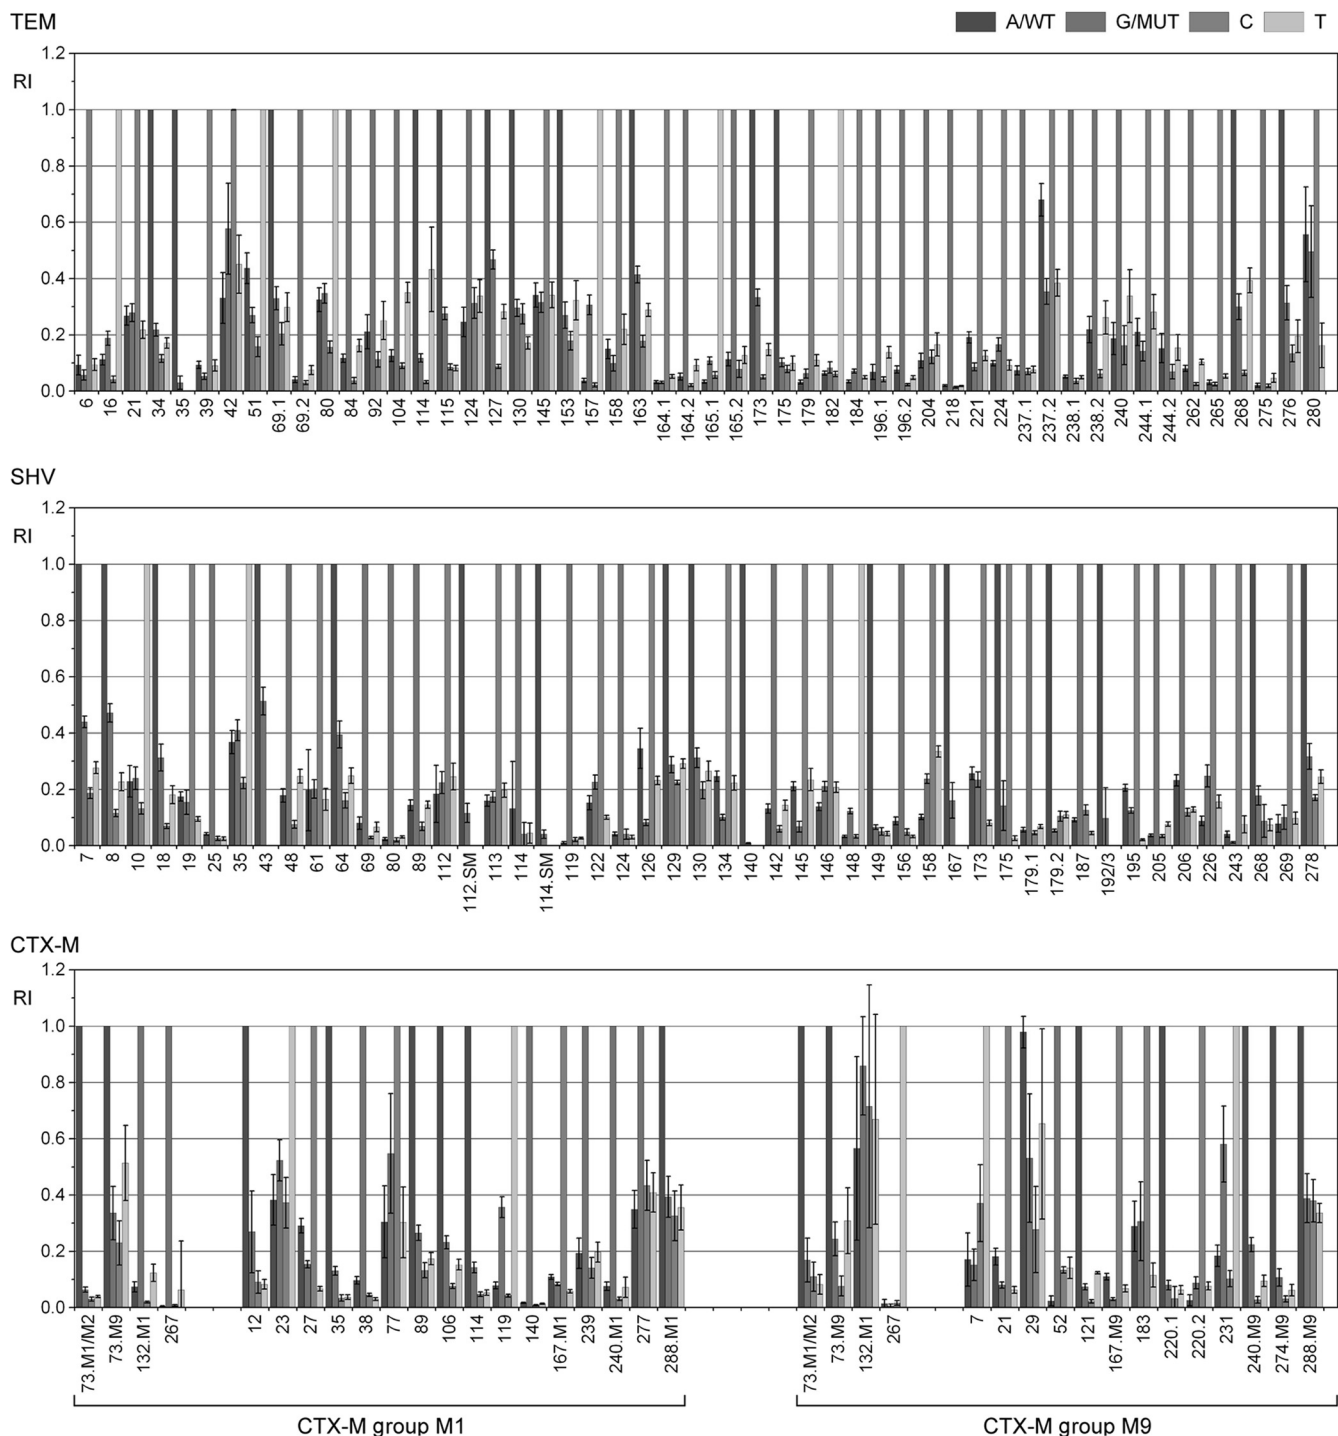 TEM
A/WT G/MUT C T
1.2
RI
1.0
0.8
0.6
0.4
0.2
0.0
6 16 21 34 35 39 42 51 69.1 69.2 80 84 92 104 114 115 124 127 130 145 153 157 158 163 164.1 164.2 165.1 165.2 173 175 179 182 184 196.1 196.2 204 218 221 224 237.1 237.2 238.1 238.2 240 244.1 244.2 262 265 268 275 276 280
SHV
1.2
RI
1.0
0.8
0.6
0.4
0.2
0.0
7 8 10 18 19 25 35 43 48 61 64 69 80 89 112 112.SM 113 114 114.SM 119 122 124 126 129 130 134 140 142 145 146 148 149 156 158 167 173 175 179.1 179.2 187 192/3 195 205 206 226 243 268 269 278
CTX-M
1.2
RI
1.0
0.8
0.6
0.4
0.2
0.0
73.M1/M2 73.M9 132.M1 267 12 23 27 35 38 77 89 106 114 119 140 167.M1 239 240.M1 277 288.M1 73.M1/M2 73.M9 132.M1 267 7 21 29 52 121 167.M9 183 220.1 220.2 231 240.M9 274.M9 288.M9
CTX-M group M1 CTX-M group M9